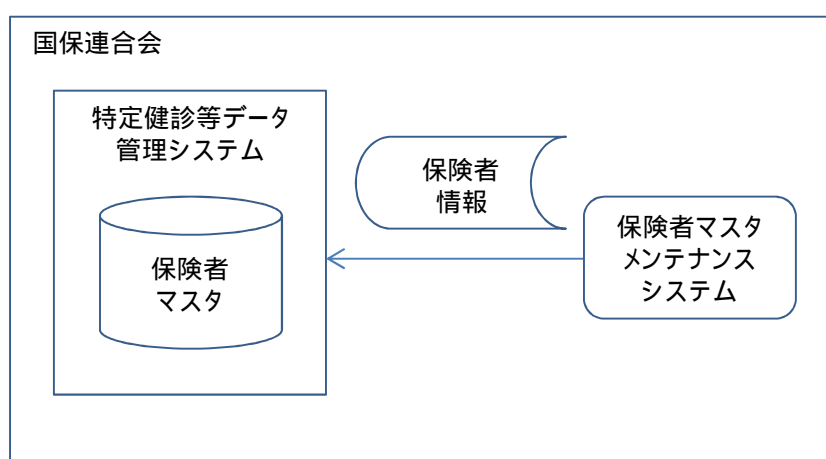 国保連合会
特定健診等データ
管理システム
保険者
マスタ
保険者
情報
保険者マスタ
メンテナンス
システム